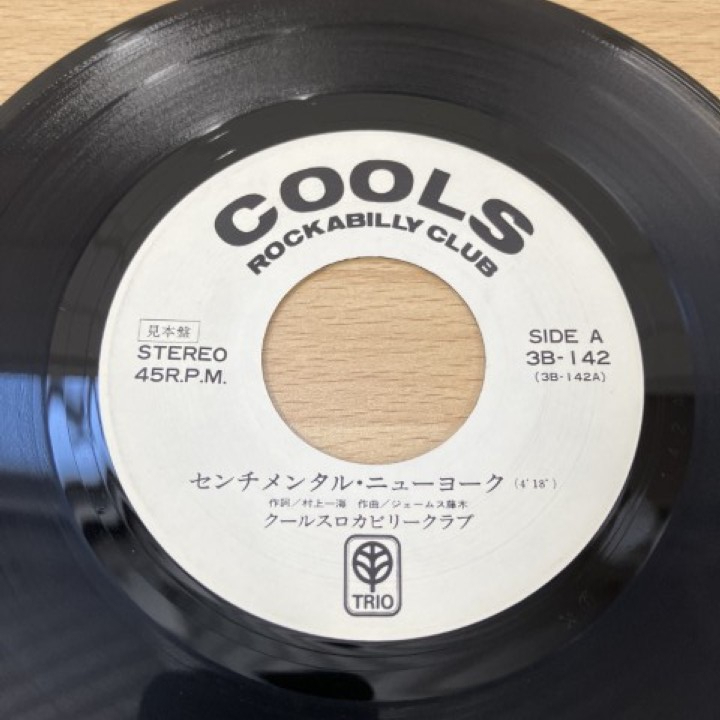 COOLS
ROCKABILLY CLUB
見本盤
STEREO
45R.P.M.
SIDE A
3B-142
(3B-142A)
センチメンタル・ニューヨーク (4'18")
作詞/村上一海 作曲/ジェームス藤木
クールスロカビリークラブ
TRIO